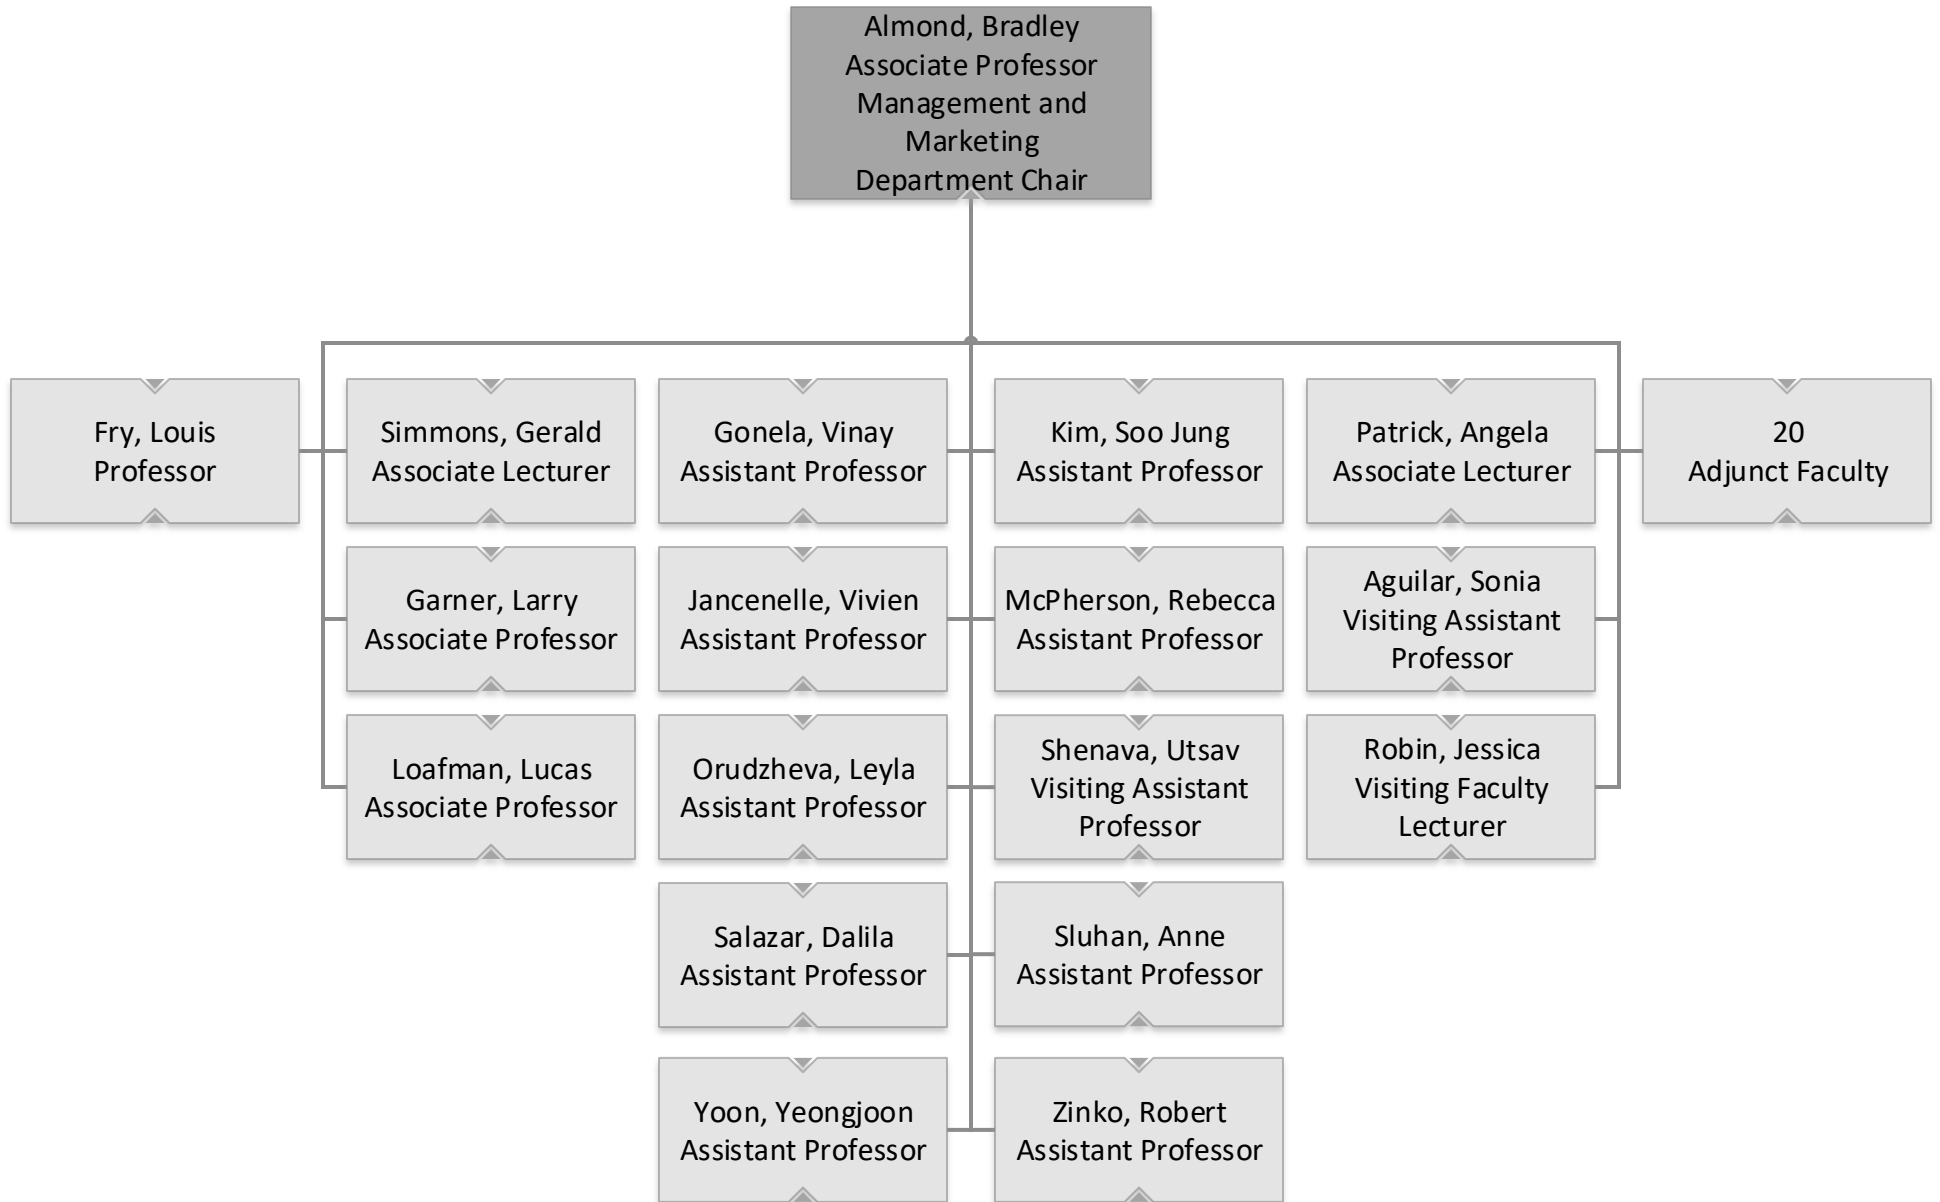 Almond, Bradley
Associate Professor
Management and
Marketing
Department Chair
Fry, Louis
Professor
Simmons, Gerald
Associate Lecturer
Gonela, Vinay
Assistant Professor
Kim, Soo Jung
Assistant Professor
Patrick, Angela
Associate Lecturer
20
Adjunct Faculty
Garner, Larry
Associate Professor
Jancenelle, Vivien
Assistant Professor
McPherson, Rebecca
Assistant Professor
Aguilar, Sonia
Visiting Assistant
Professor
Loafman, Lucas
Associate Professor
Orudzheva, Leyla
Assistant Professor
Shenava, Utsav
Visiting Assistant
Professor
Robin, Jessica
Visiting Faculty
Lecturer
Salazar, Dalila
Assistant Professor
Sluhan, Anne
Assistant Professor
Yoon, Yeongjoon
Assistant Professor
Zinko, Robert
Assistant Professor